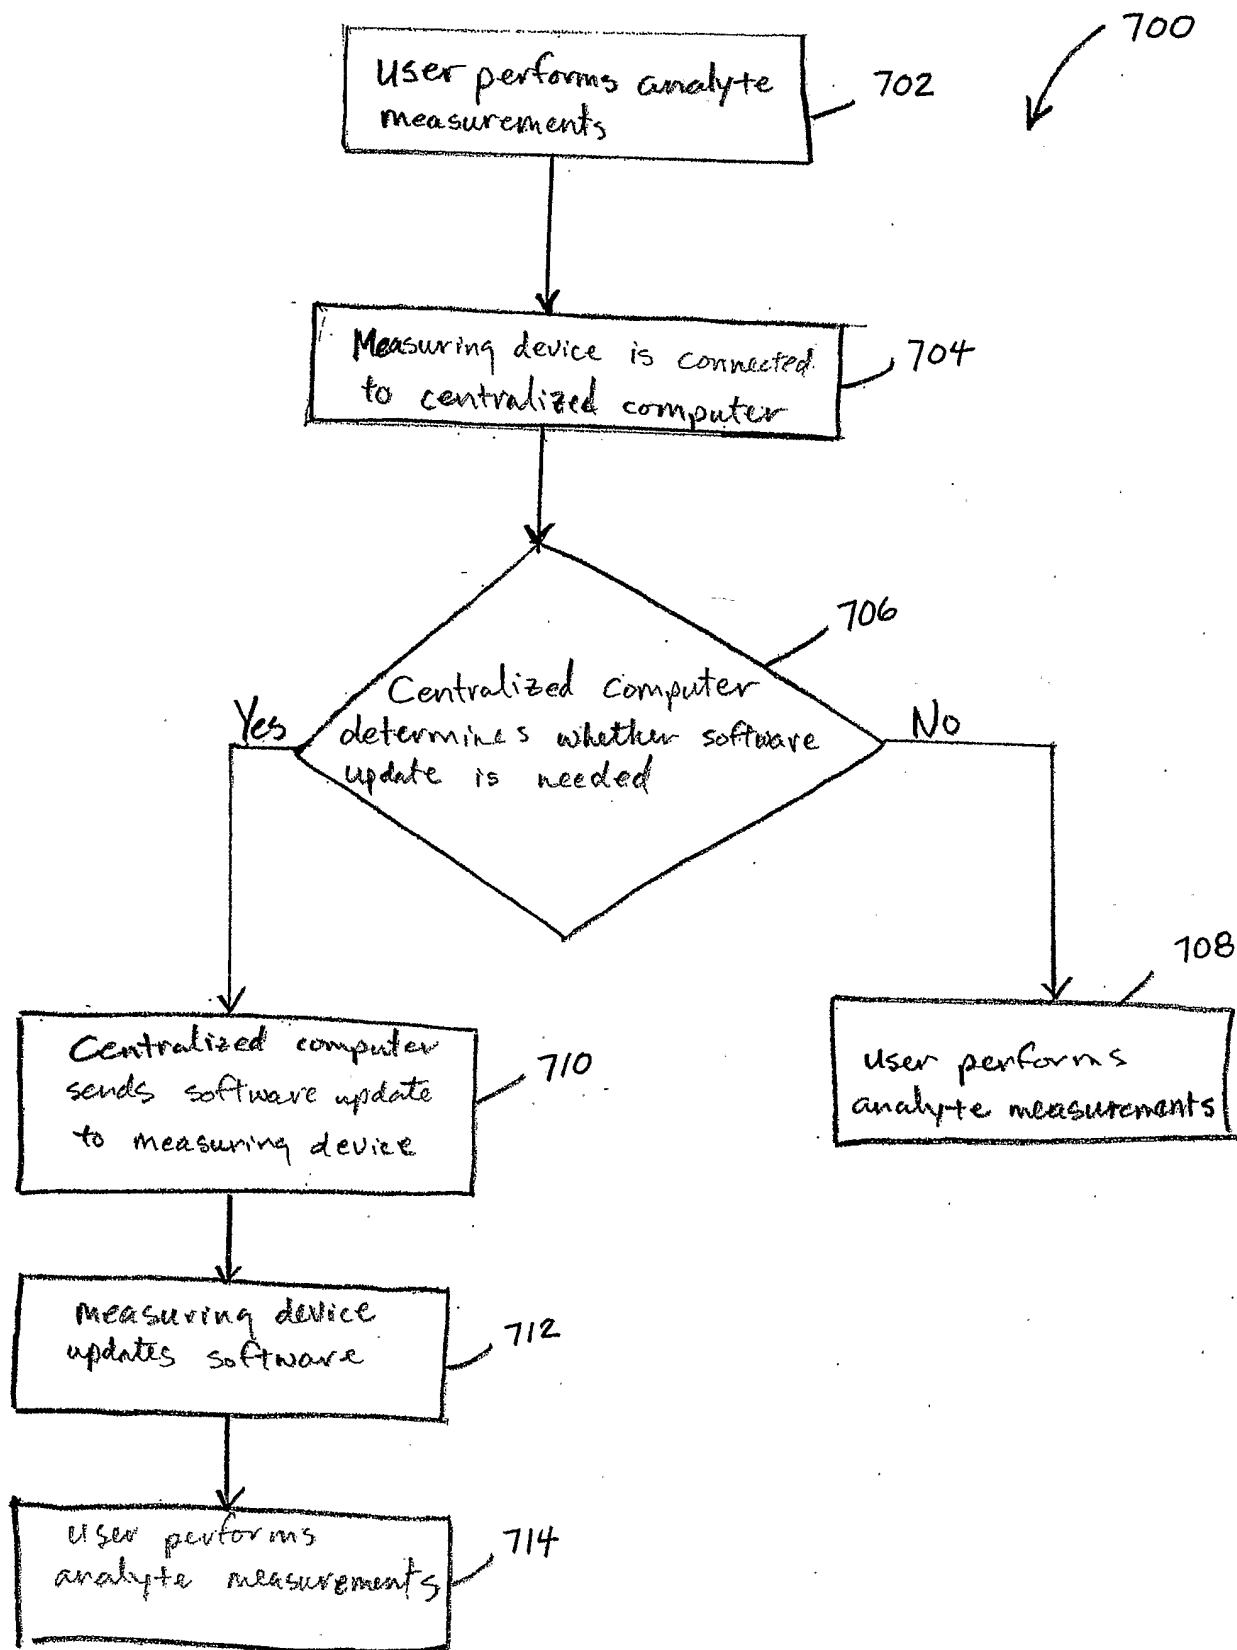 700
User performs analyte
measurements
702
Measuring device is connected
to centralized computer
704
706
Centralized computer
determines whether software
update is needed
Yes
No
708
User performs
analyte measurements
Centralized computer
sends software update
to measuring device
710
measuring device
updates software
712
User performs
analyte measurements
714